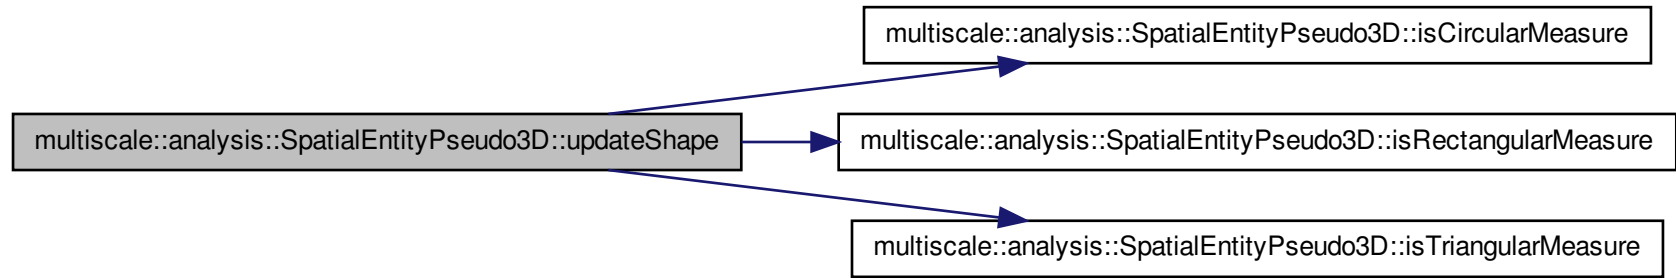 multiscale::analysis::SpatialEntityPseudo3D::isCircularMeasure
multiscale::analysis::SpatialEntityPseudo3D::updateShape
multiscale::analysis::SpatialEntityPseudo3D::isRectangularMeasure
multiscale::analysis::SpatialEntityPseudo3D::isTriangularMeasure